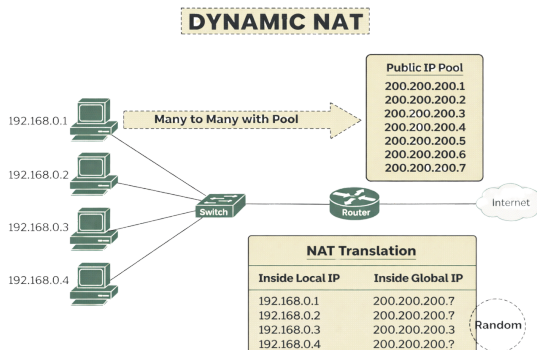 DYNAMIC NAT
Public IP Pool
200.200.200.1
200.200.200.2
200.200.200.3
200.200.200.4
200.200.200.5
200.200.200.6
200.200.200.7
Many to Many with Pool
192.168.0.1
192.168.0.2
192.168.0.3
192.168.0.4
Switch
Router
Internet
NAT Translation
Inside Local IP Inside Global IP
192.168.0.1 200.200.200.?
192.168.0.2 200.200.200.?
192.168.0.3 200.200.200.3
192.168.0.4 200.200.200.?
Random